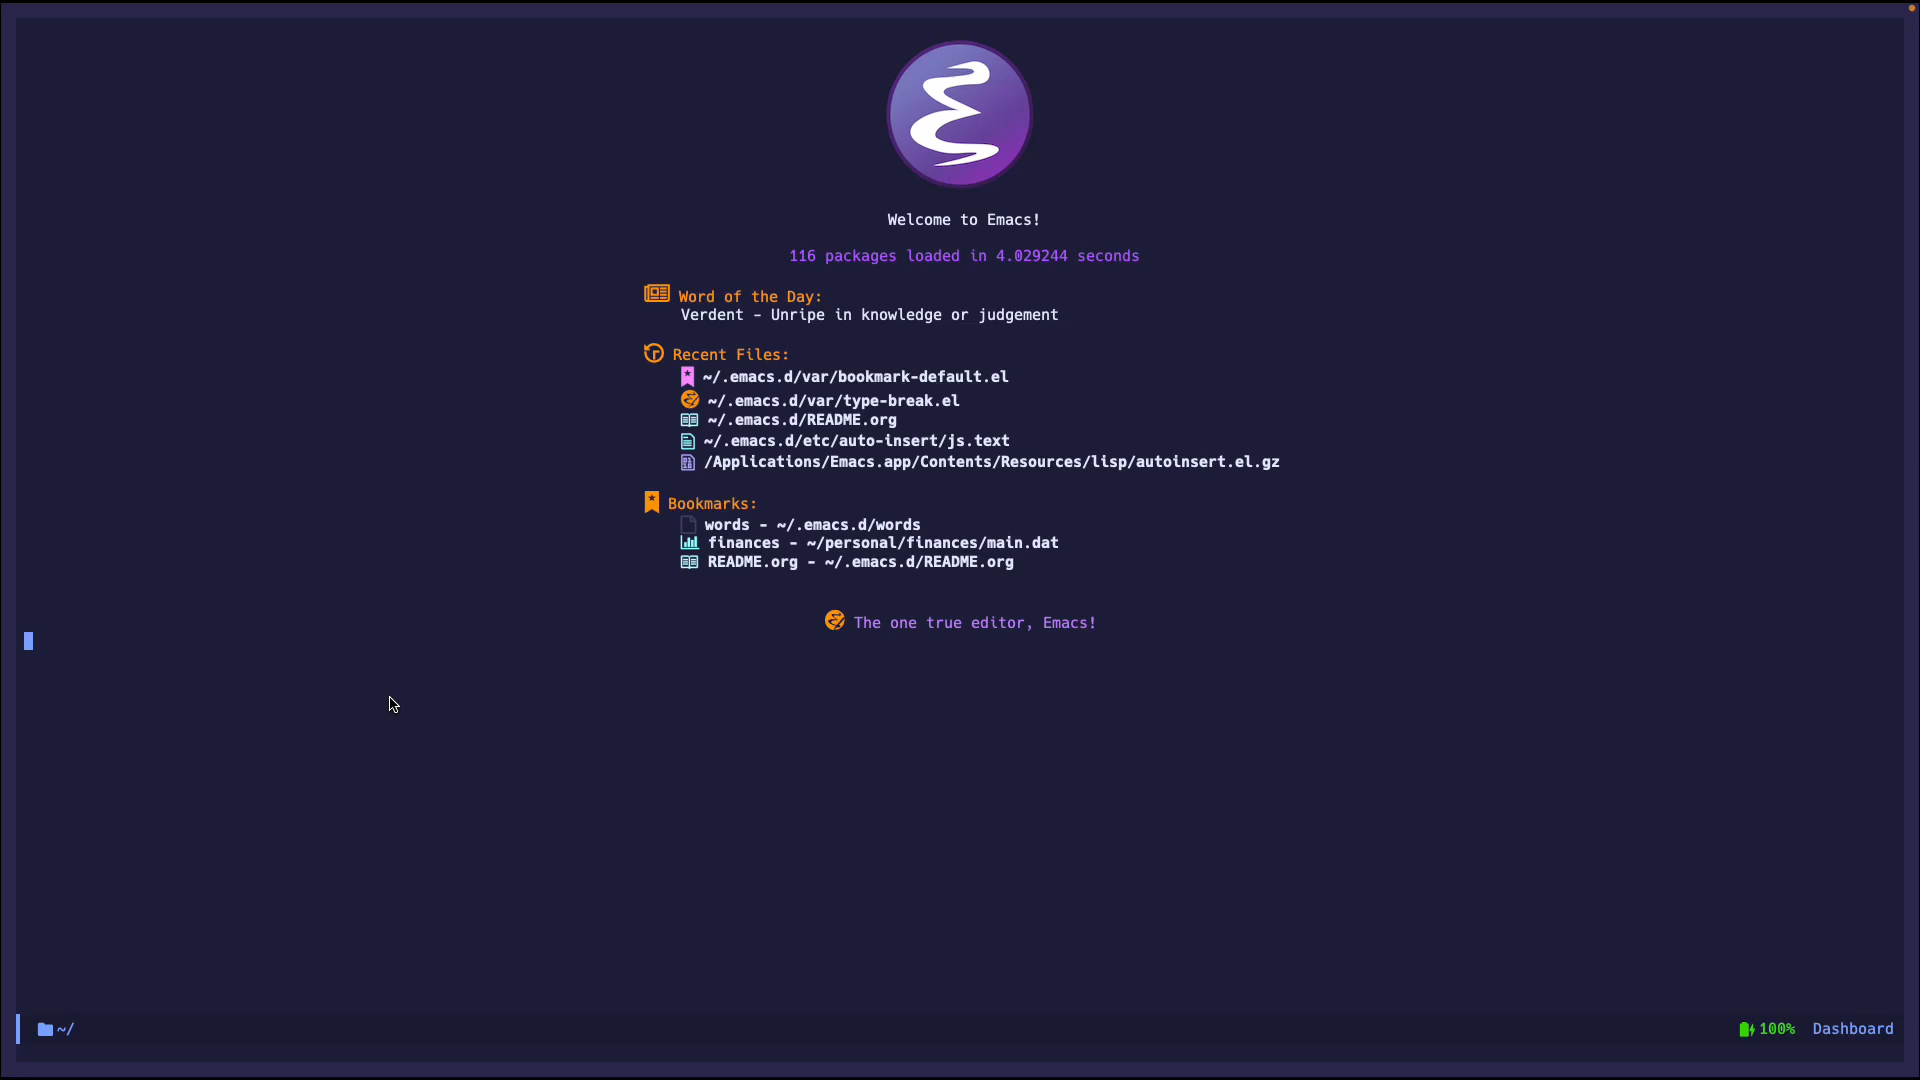 Welcome to Emacs!
116 packages loaded in 4.029244 seconds
Word of the Day:
Verdent - Unripe in knowledge or judgement
Recent Files:
~/.emacs.d/var/bookmark-default.el
~/.emacs.d/var/type-break.el
~/.emacs.d/README.org
~/.emacs.d/etc/auto-insert/js.text
/Applications/Emacs.app/Contents/Resources/lisp/autoinsert.el.gz
Bookmarks:
words - ~/.emacs.d/words
finances - ~/personal/finances/main.dat
README.org - ~/.emacs.d/README.org
The one true editor, Emacs!
~/ 100% Dashboard